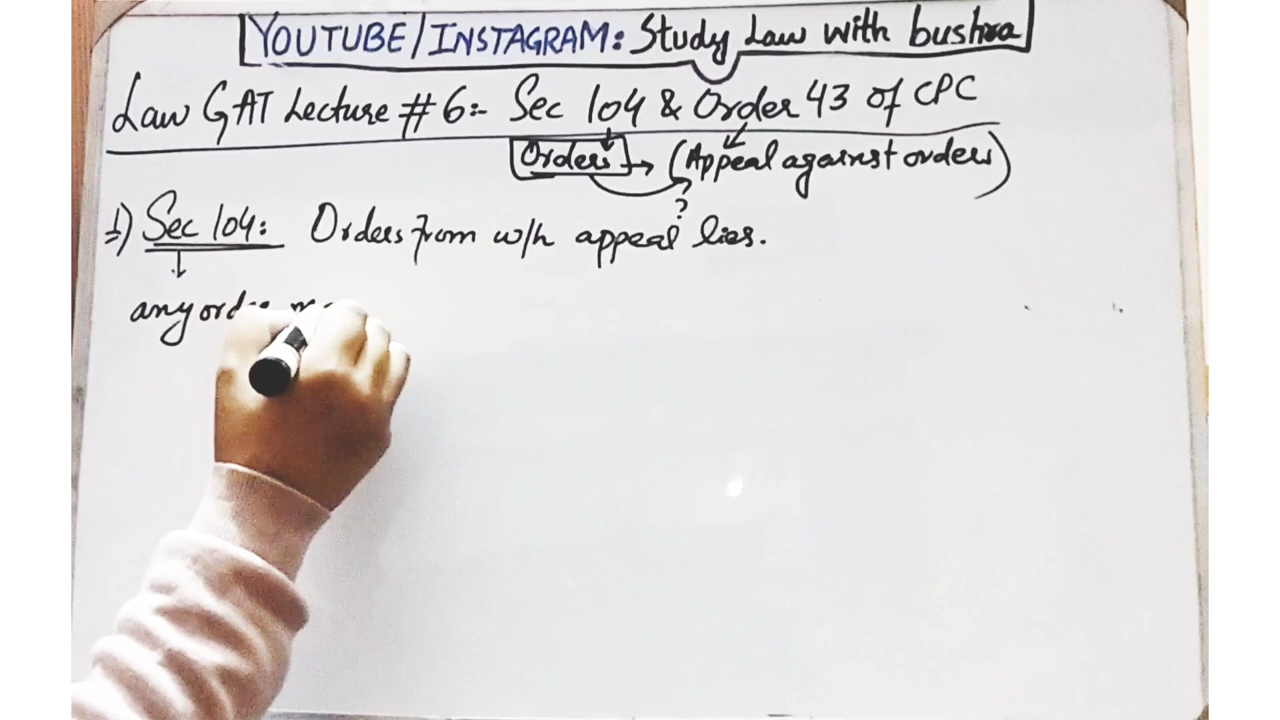 YOUTUBE/INSTAGRAM: Study Law with bushra
Law GAT Lecture # 6:- Sec 104 & Order 43 of CPC
Orders → (Appeal against orders)
?
1) Sec 104: Orders from w/h appeal lies.
any